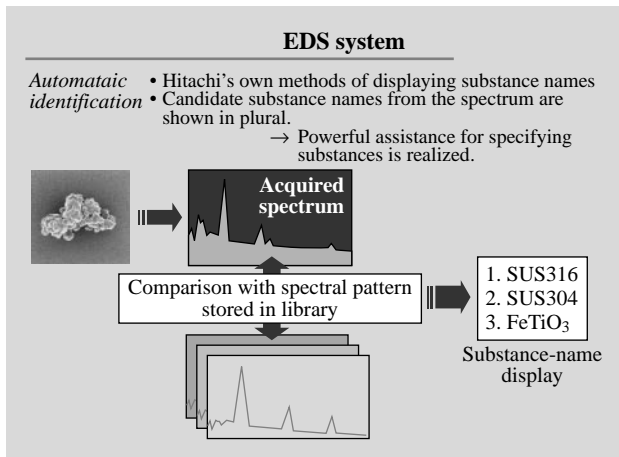 EDS system
Automataic
identification
• Hitachi's own methods of displaying substance names
• Candidate substance names from the spectrum are
shown in plural.
→ Powerful assistance for specifying
substances is realized.
Acquired
spectrum
Comparison with spectral pattern
stored in library
1. SUS316
2. SUS304
3. FeTiO₃
Substance-name
display